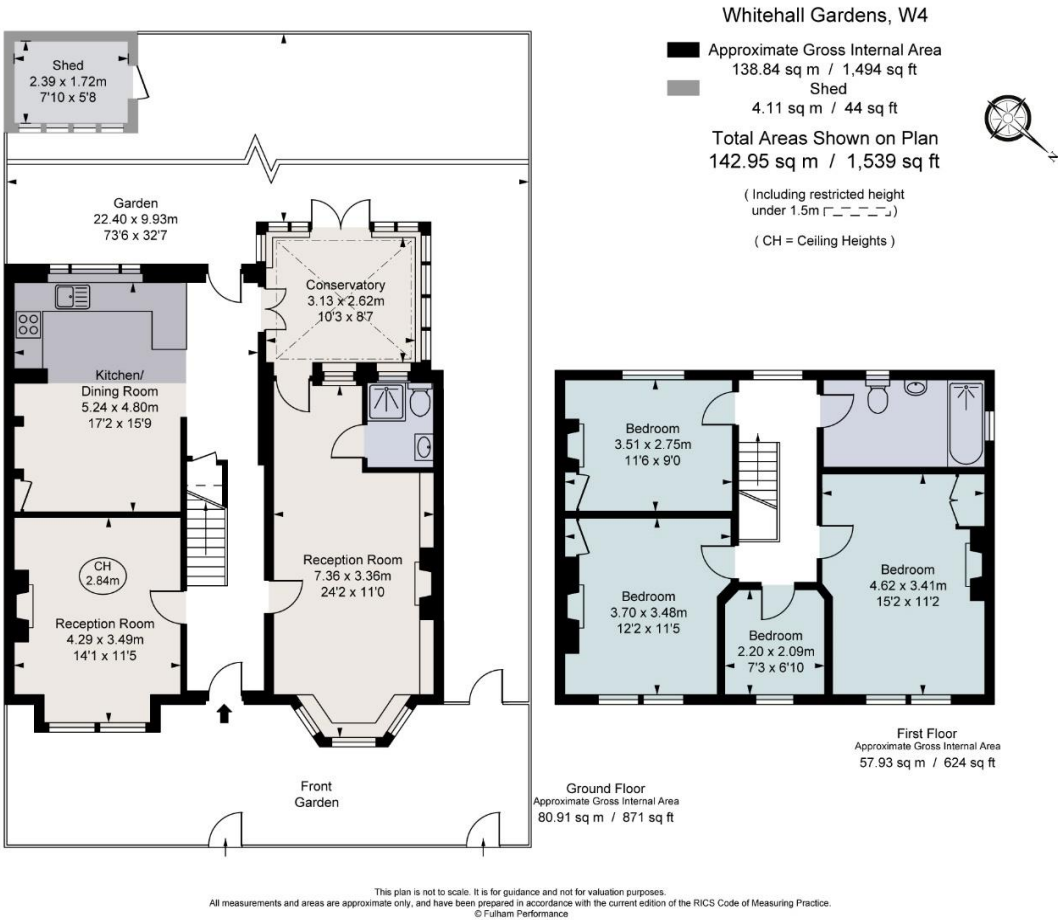 Whitehall Gardens, W4
Approximate Gross Internal Area
138.84 sq m / 1,494 sq ft
Shed
4.11 sq m / 44 sq ft
Total Areas Shown on Plan
142.95 sq m / 1,539 sq ft
( Including restricted height
under 1.5m )
( CH = Ceiling Heights )
N
Shed
2.39 x 1.72m
7'10 x 5'8
Garden
22.40 x 9.93m
73'6 x 32'7
Conservatory
3.13 x 2.62m
10'3 x 8'7
Kitchen/
Dining Room
5.24 x 4.80m
17'2 x 15'9
CH
2.84m
Reception Room
4.29 x 3.49m
14'1 x 11'5
Reception Room
7.36 x 3.36m
24'2 x 11'0
Front
Garden
Ground Floor
Approximate Gross Internal Area
80.91 sq m / 871 sq ft
Bedroom
3.51 x 2.75m
11'6 x 9'0
Bedroom
3.70 x 3.48m
12'2 x 11'5
Bedroom
2.20 x 2.09m
7'3 x 6'10
Bedroom
4.62 x 3.41m
15'2 x 11'2
First Floor
Approximate Gross Internal Area
57.93 sq m / 624 sq ft
This plan is not to scale. It is for guidance and not for valuation purposes.
All measurements and areas are approximate only, and have been prepared in accordance with the current edition of the RICS Code of Measuring Practice.
© Fulham Performance